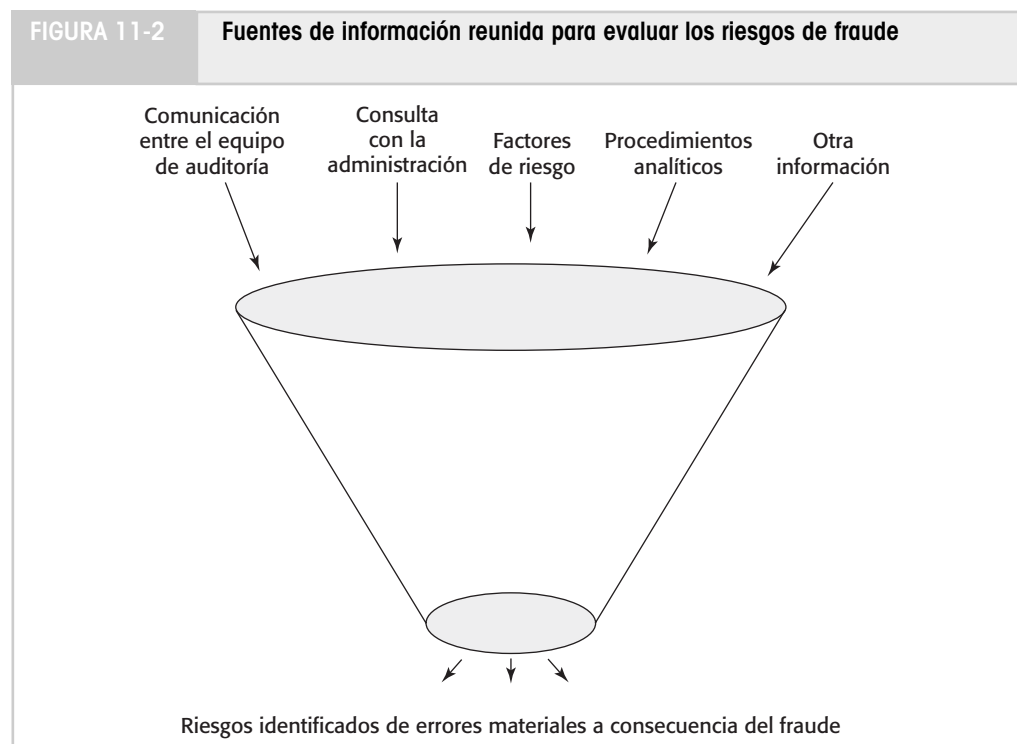 FIGURA 11-2
Fuentes de información reunida para evaluar los riesgos de fraude
Comunicación
entre el equipo
de auditoría
Consulta
con la
administración
Factores
de riesgo
Procedimientos
analíticos
Otra
información
Riesgos identificados de errores materiales a consecuencia del fraude